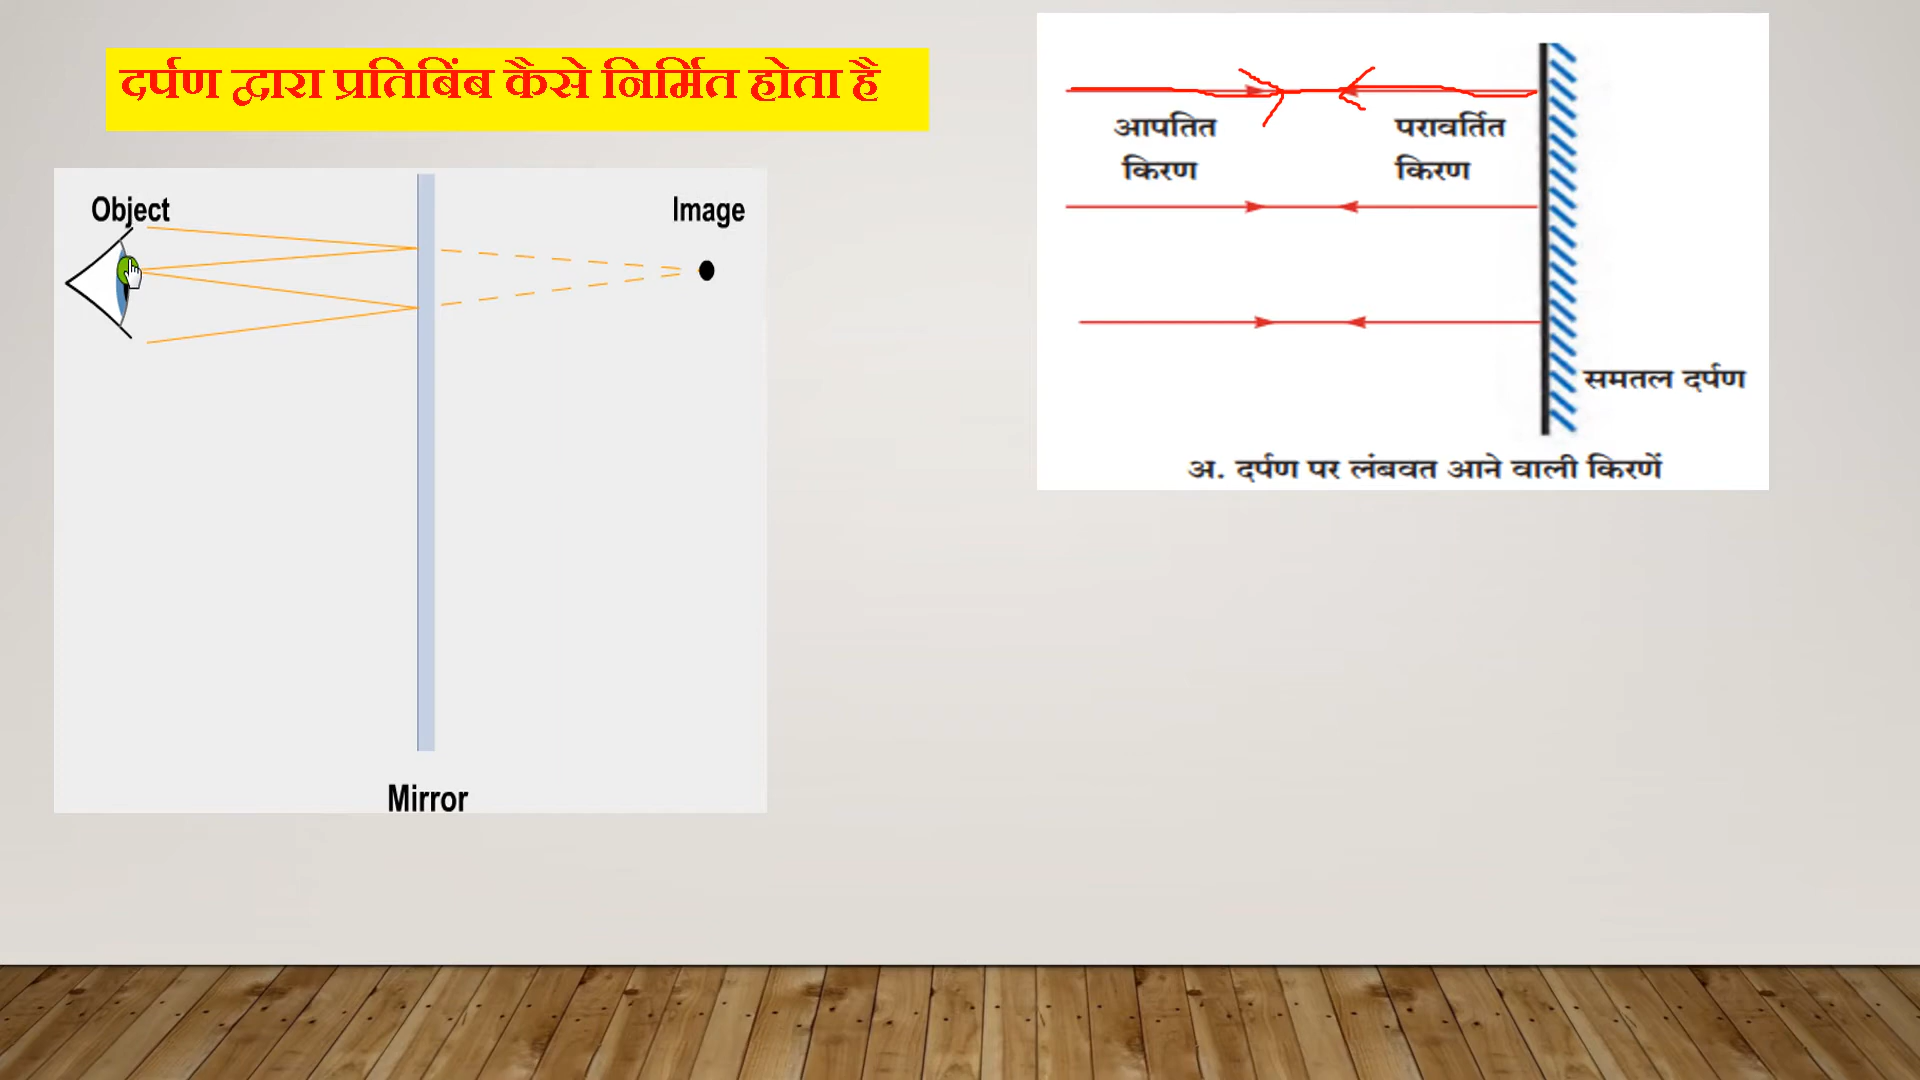 दर्पण द्वारा प्रतिबिंब कैसे निर्मित होता है
Object
Image
Mirror
आपतित
किरण
परावर्तित
किरण
समतल दर्पण
अ. दर्पण पर लंबवत आने वाली किरणें